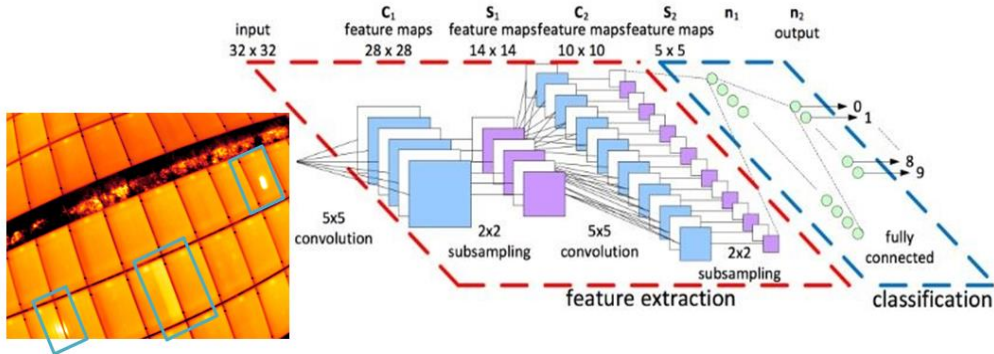 input
32 x 32
C₁
feature maps
28 x 28
S₁
feature maps
14 x 14
C₂
feature maps
10 x 10
S₂
feature maps
5 x 5
n₁
n₂
output
0
1
8
9
5x5
convolution
2x2
subsampling
5x5
convolution
2x2
subsampling
fully
connected
feature extraction
classification